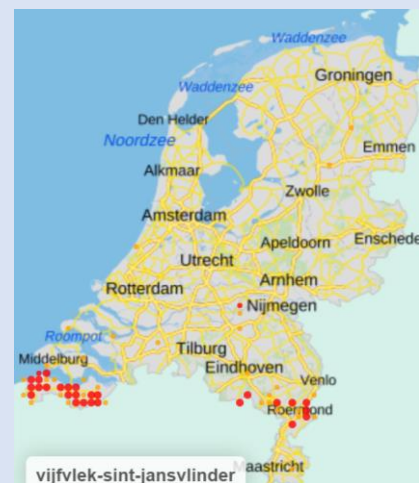 Waddenzee
Groningen
Waddenzee
Den Helder
Noordzee
Emmen
Alkmaar
Zwolle
Amsterdam
Enschede
Apeldoorn
Utrecht
Arnhem
Rotterdam
Nijmegen
Roompot
Tilburg
Middelburg
Eindhoven
Venlo
Roermond
Maastricht
vijfvlek-sint-jansvlinder